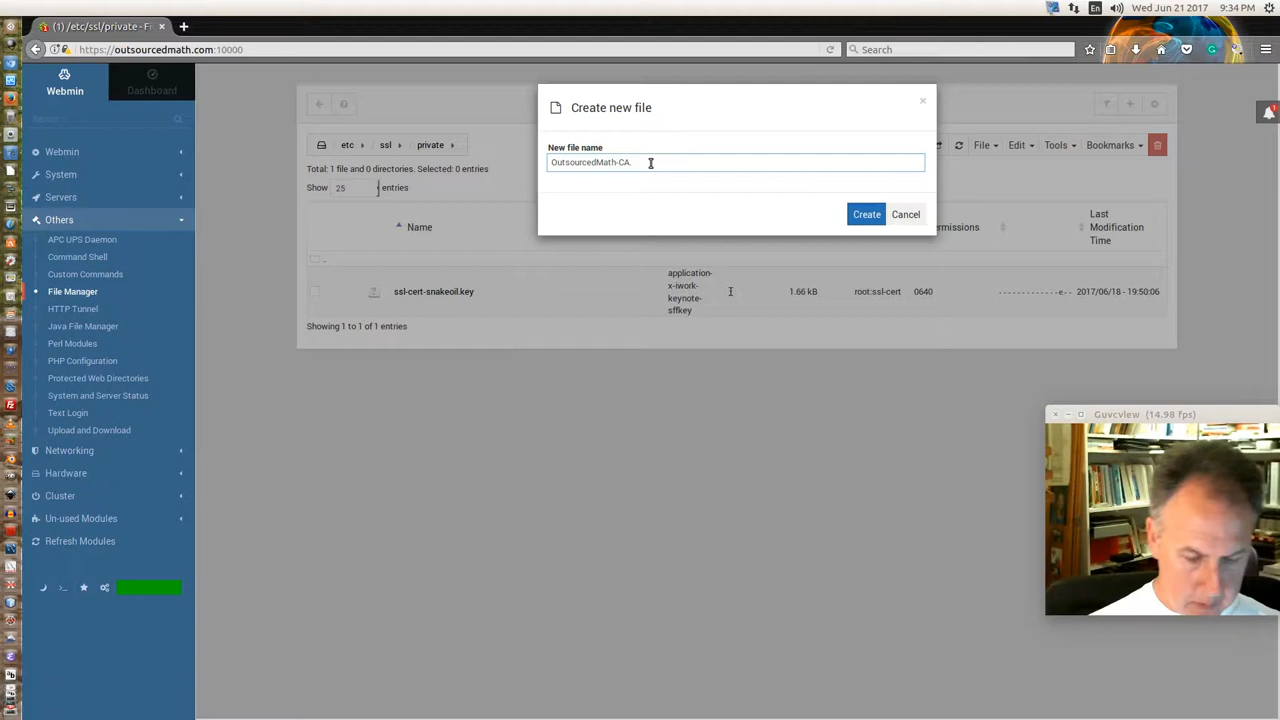 En
Wed Jun 21 2017
9:34 PM
(1) /etc/ssl/private - Fi
https://outsourcedmath.com:10000
Search
Webmin
Dashboard
Search
Webmin
System
Servers
Others
APC UPS Daemon
Command Shell
Custom Commands
File Manager
HTTP Tunnel
Java File Manager
Perl Modules
PHP Configuration
Protected Web Directories
System and Server Status
Text Login
Upload and Download
Networking
Hardware
Cluster
Un-used Modules
Refresh Modules
Create new file
New file name
OutsourcedMath-CA.
Create
Cancel
etc
ssl
private
File
Edit
Tools
Bookmarks
Total: 1 file and 0 directories. Selected: 0 entries
Show 25 entries
Name
ermissions
Last
Modification
Time
..
ssl-cert-snakeoil.key
application-
x-iwork-
keynote-
sffkey
1.66 kB
root:ssl-cert
0640
-------------e--
2017/06/18 - 19:50:06
Showing 1 to 1 of 1 entries
1
Guvcview (14.98 fps)